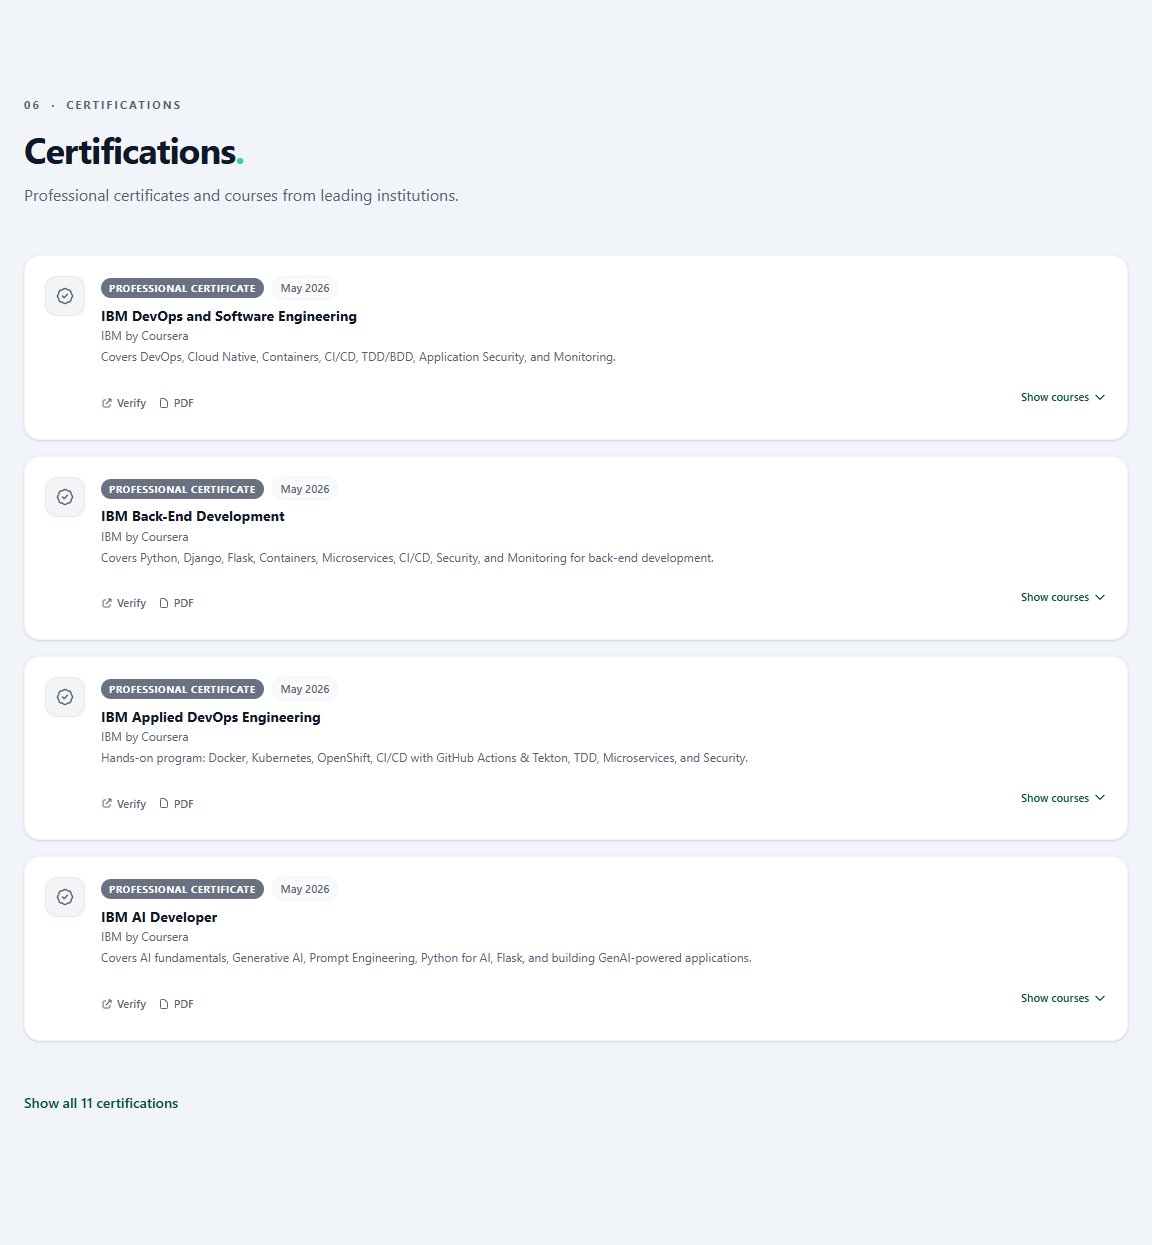 06 · CERTIFICATIONS
Certifications.
Professional certificates and courses from leading institutions.
PROFESSIONAL CERTIFICATE May 2026
IBM DevOps and Software Engineering
IBM by Coursera
Covers DevOps, Cloud Native, Containers, CI/CD, TDD/BDD, Application Security, and Monitoring.
Verify PDF Show courses
PROFESSIONAL CERTIFICATE May 2026
IBM Back-End Development
IBM by Coursera
Covers Python, Django, Flask, Containers, Microservices, CI/CD, Security, and Monitoring for back-end development.
Verify PDF Show courses
PROFESSIONAL CERTIFICATE May 2026
IBM Applied DevOps Engineering
IBM by Coursera
Hands-on program: Docker, Kubernetes, OpenShift, CI/CD with GitHub Actions & Tekton, TDD, Microservices, and Security.
Verify PDF Show courses
PROFESSIONAL CERTIFICATE May 2026
IBM AI Developer
IBM by Coursera
Covers AI fundamentals, Generative AI, Prompt Engineering, Python for AI, Flask, and building GenAI-powered applications.
Verify PDF Show courses
Show all 11 certifications